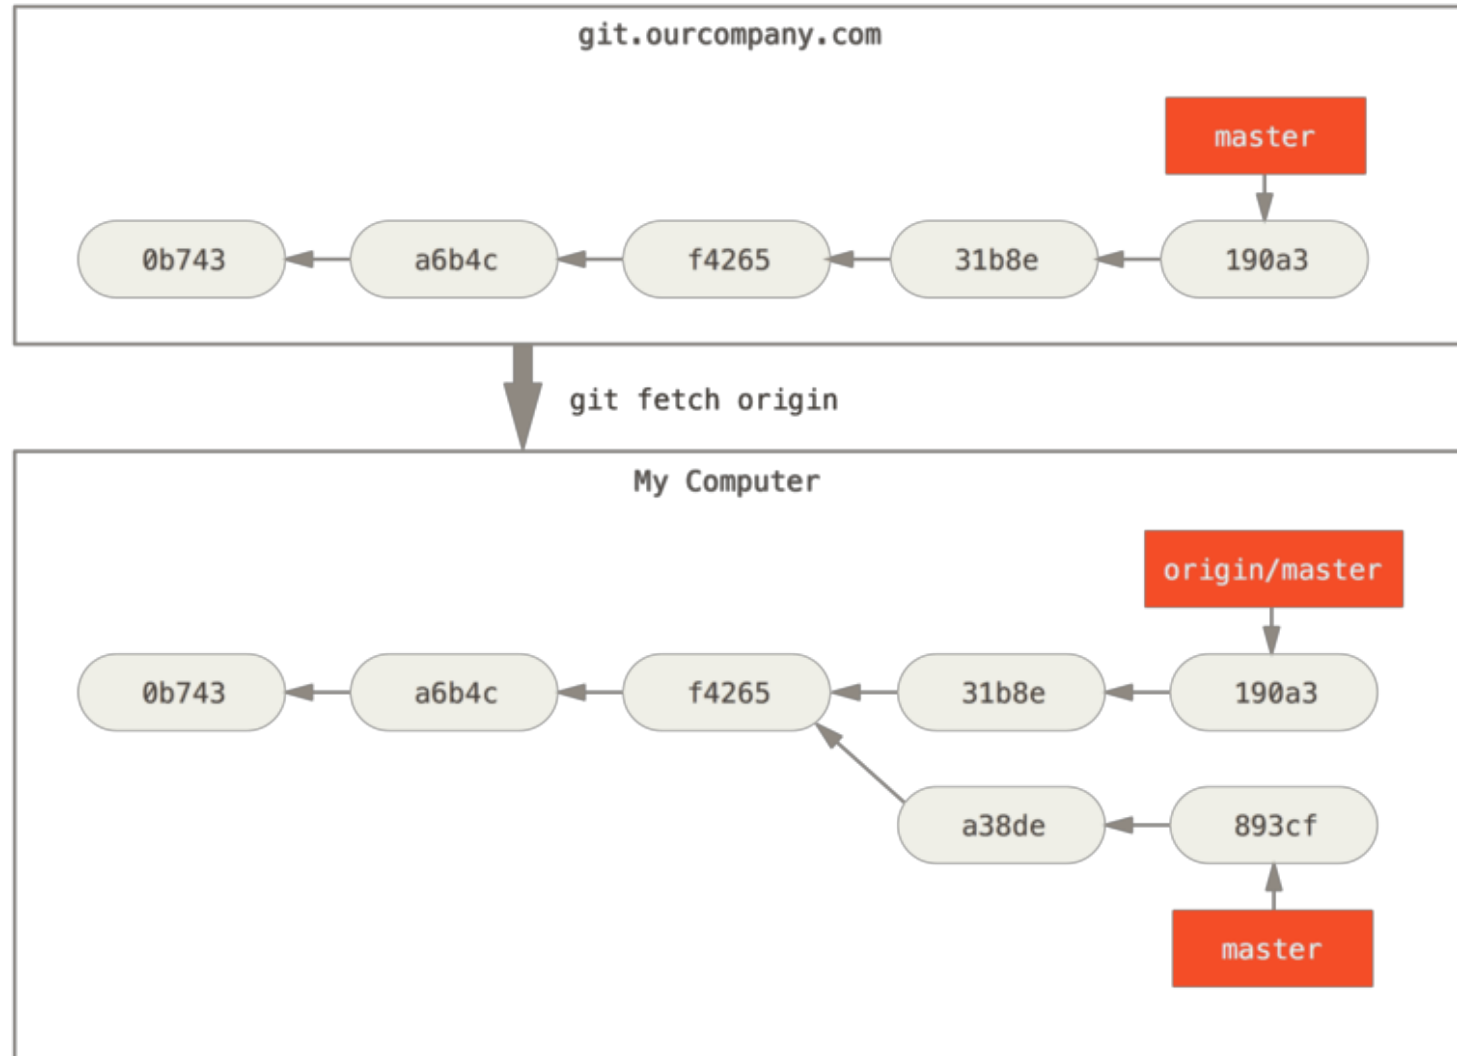 git.ourcompany.com
master
0b743 a6b4c f4265 31b8e 190a3
git fetch origin
My Computer
origin/master
0b743 a6b4c f4265 31b8e 190a3
a38de 893cf
master